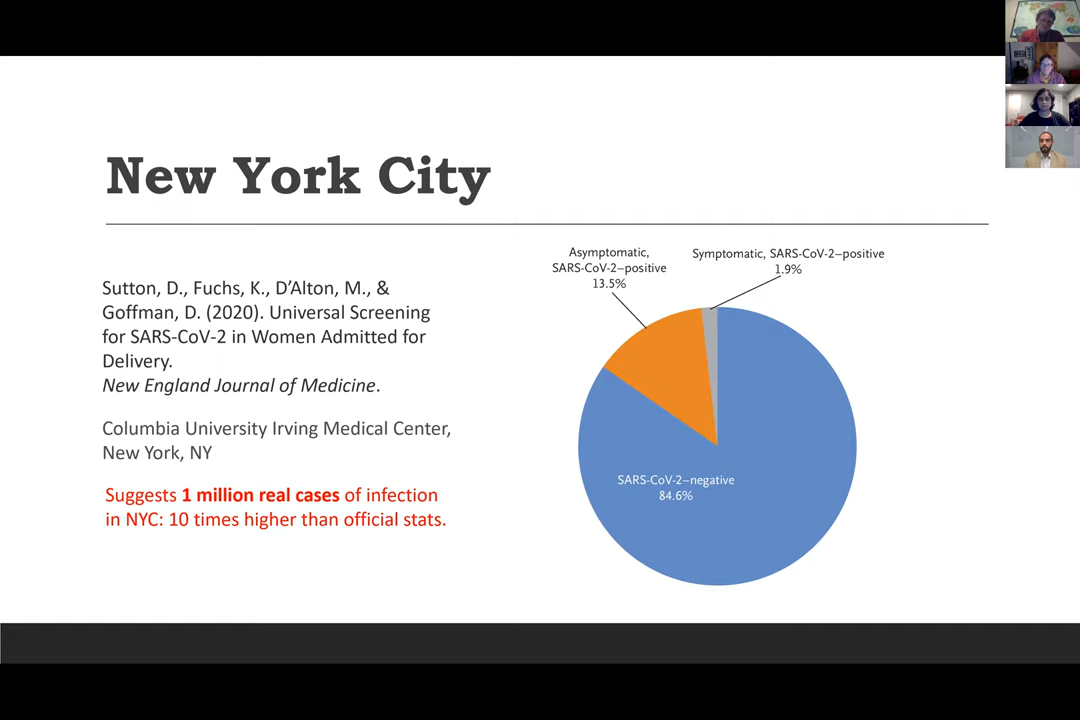 New York City
Sutton, D., Fuchs, K., D’Alton, M., &
Goffman, D. (2020). Universal Screening
for SARS-CoV-2 in Women Admitted for
Delivery.
New England Journal of Medicine.
Columbia University Irving Medical Center,
New York, NY
Suggests 1 million real cases of infection
in NYC: 10 times higher than official stats.
Asymptomatic,
SARS-CoV-2–positive
13.5%
Symptomatic, SARS-CoV-2–positive
1.9%
SARS-CoV-2–negative
84.6%